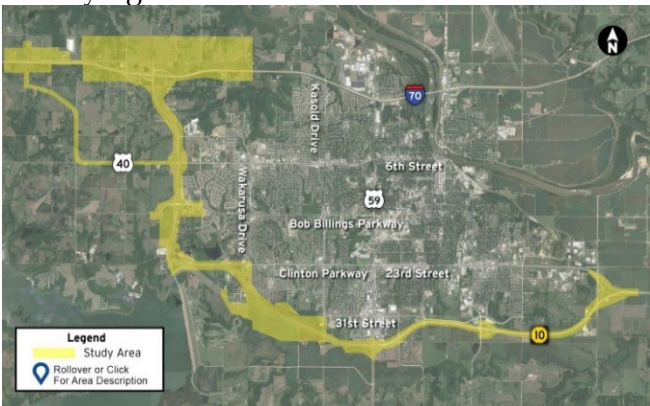 N
70
Kasold Drive
40
6th Street
Wakarusa Drive
59
Bob Billings Parkway
Clinton Parkway
23rd Street
31st Street
10
Legend
Study Area
Rollover or Click
For Area Description